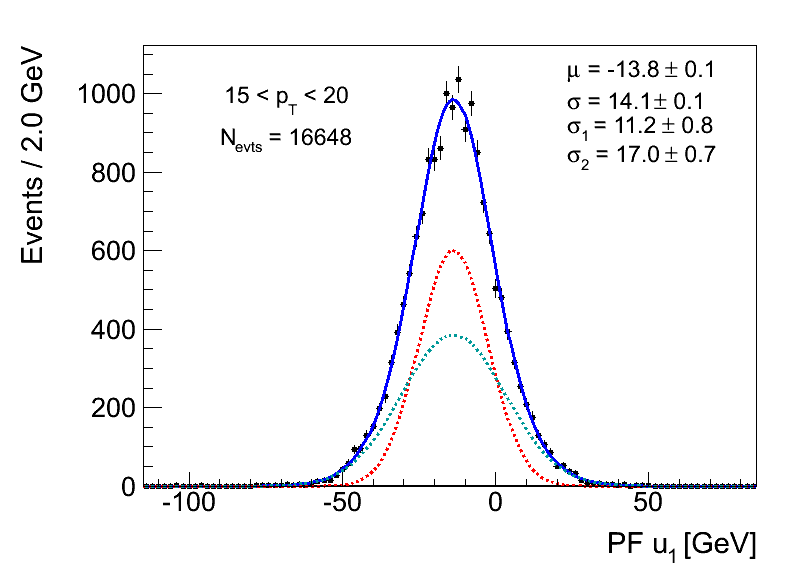 Events / 2.0 GeV
1000
800
600
400
200
0
15 < p_T < 20
N_evts = 16648
μ = -13.8 ± 0.1
σ = 14.1 ± 0.1
σ_1 = 11.2 ± 0.8
σ_2 = 17.0 ± 0.7
-100 -50 0 50
PF u_1 [GeV]